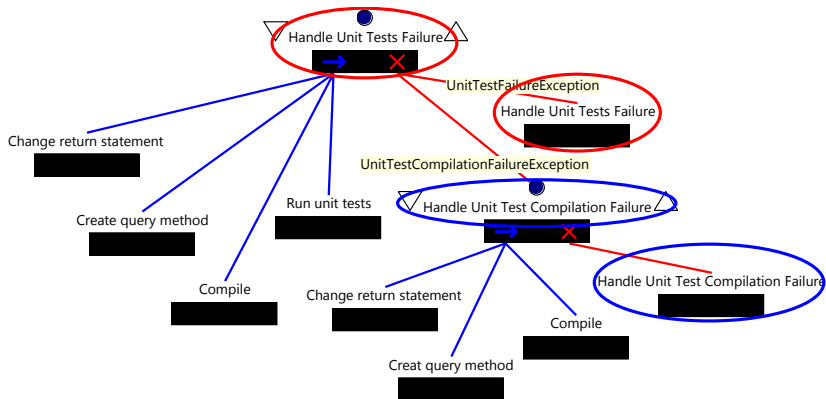 Handle Unit Tests Failure
UnitTestFailureException
Handle Unit Tests Failure
Change return statement
UnitTestCompilationFailureException
Run unit tests
Handle Unit Test Compilation Failure
Create query method
Handle Unit Test Compilation Failure
Compile
Change return statement
Compile
Creat query method